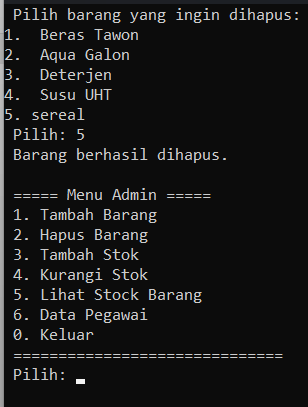 Pilih barang yang ingin dihapus:
1.  Beras Tawon
2.  Aqua Galon
3.  Deterjen
4.  Susu UHT
5. sereal
Pilih: 5
Barang berhasil dihapus.

===== Menu Admin =====
1. Tambah Barang
2. Hapus Barang
3. Tambah Stok
4. Kurangi Stok
5. Lihat Stock Barang
6. Data Pegawai
0. Keluar
==============================
Pilih: